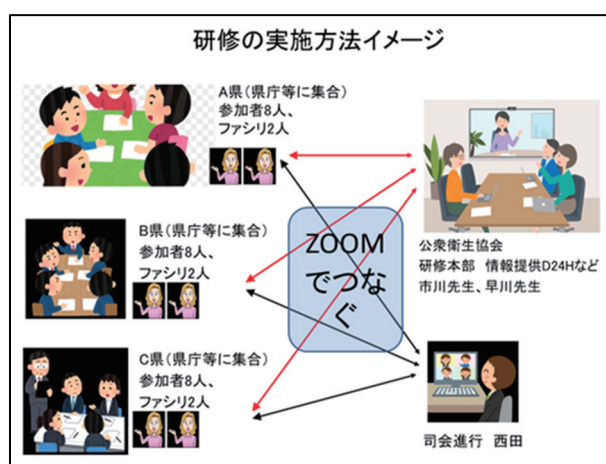 研修の実施方法イメージ
A県(県庁等に集合)
参加者8人、
ファシリ2人
B県(県庁等に集合)
参加者8人、
ファシリ2人
C県(県庁等に集合)
参加者8人、
ファシリ2人
ZOOM
でつな
ぐ
公衆衛生協会
研修本部 情報提供D24Hなど
市川先生、早川先生
司会進行 西田